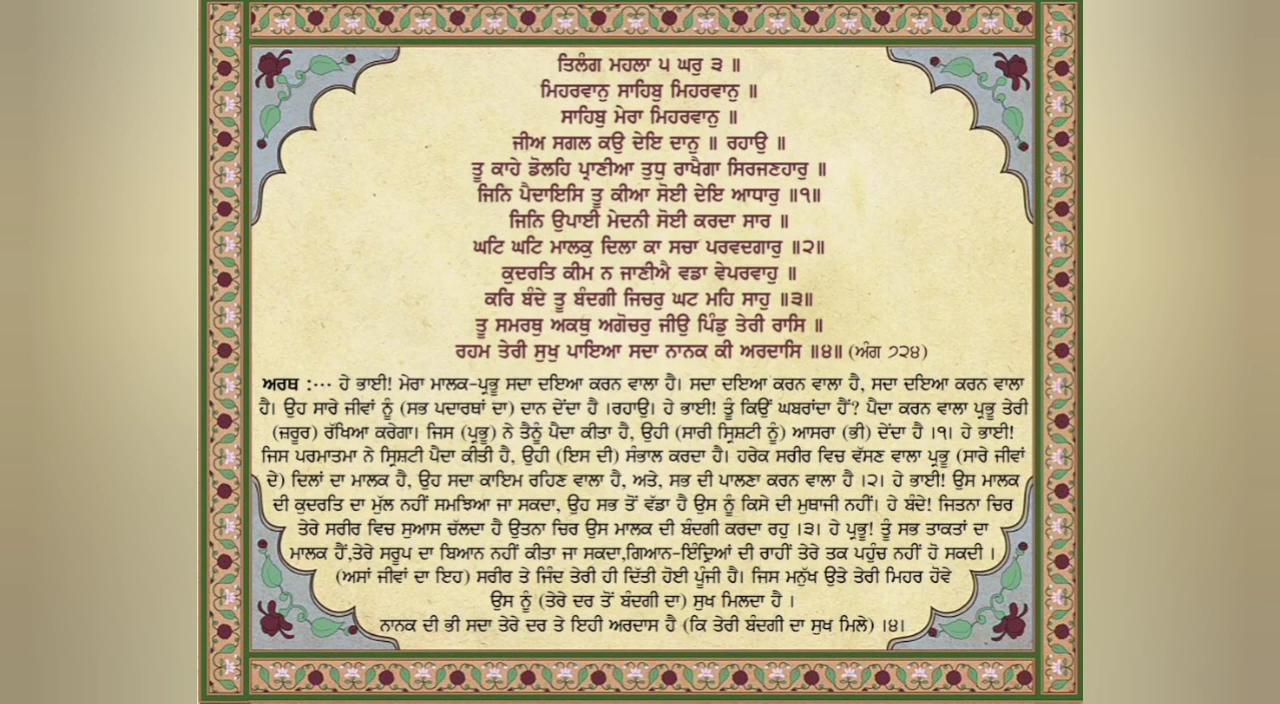 ਤਿਲੰਗ ਮਹਲਾ ੫ ਘਰੁ ੩ ॥
ਮਿਹਰਵਾਨੁ ਸਾਹਿਬੁ ਮਿਹਰਵਾਨੁ ॥
ਸਾਹਿਬੁ ਮੇਰਾ ਮਿਹਰਵਾਨੁ ॥
ਜੀਅ ਸਗਲ ਕਉ ਦੇਇ ਦਾਨੁ ॥ ਰਹਾਉ ॥
ਤੂ ਕਾਹੇ ਡੋਲਹਿ ਪ੍ਰਾਣੀਆ ਤੁਧੁ ਰਾਖੈਗਾ ਸਿਰਜਣਹਾਰੁ ॥
ਜਿਨਿ ਪੈਦਾਇਸਿ ਤੂ ਕੀਆ ਸੋਈ ਦੇਇ ਆਧਾਰੁ ॥੧॥
ਜਿਨਿ ਉਪਾਈ ਮੇਦਨੀ ਸੋਈ ਕਰਦਾ ਸਾਰ ॥
ਘਟਿ ਘਟਿ ਮਾਲਕੁ ਦਿਲਾ ਕਾ ਸਚਾ ਪਰਵਦਗਾਰੁ ॥੨॥
ਕੁਦਰਤਿ ਕੀਮ ਨ ਜਾਣੀਐ ਵਡਾ ਵੇਪਰਵਾਹੁ ॥
ਕਰਿ ਬੰਦੇ ਤੂ ਬੰਦਗੀ ਜਿਚਰੁ ਘਟ ਮਹਿ ਸਾਹੁ ॥੩॥
ਤੂ ਸਮਰਥੁ ਅਕਥੁ ਅਗੋਚਰੁ ਜੀਉ ਪਿੰਡੁ ਤੇਰੀ ਰਾਸਿ ॥
ਰਹਮ ਤੇਰੀ ਸੁਖੁ ਪਾਇਆ ਸਦਾ ਨਾਨਕ ਕੀ ਅਰਦਾਸਿ ॥੪॥ (ਅੰਗ ੭੨੪)
ਅਰਥ :··· ਹੇ ਭਾਈ! ਮੇਰਾ ਮਾਲਕ-ਪ੍ਰਭੂ ਸਦਾ ਦਇਆ ਕਰਨ ਵਾਲਾ ਹੈ। ਸਦਾ ਦਇਆ ਕਰਨ ਵਾਲਾ ਹੈ, ਸਦਾ ਦਇਆ ਕਰਨ ਵਾਲਾ
ਹੈ। ਉਹ ਸਾਰੇ ਜੀਵਾਂ ਨੂੰ (ਸਭ ਪਦਾਰਥਾਂ ਦਾ) ਦਾਨ ਦੇਂਦਾ ਹੈ ।ਰਹਾਉ। ਹੇ ਭਾਈ! ਤੂੰ ਕਿਉਂ ਘਬਰਾਂਦਾ ਹੈਂ? ਪੈਦਾ ਕਰਨ ਵਾਲਾ ਪ੍ਰਭੂ ਤੇਰੀ
(ਜ਼ਰੂਰ) ਰੱਖਿਆ ਕਰੇਗਾ। ਜਿਸ (ਪ੍ਰਭੂ) ਨੇ ਤੈਨੂੰ ਪੈਦਾ ਕੀਤਾ ਹੈ, ਉਹੀ (ਸਾਰੀ ਸ੍ਰਿਸ਼ਟੀ ਨੂੰ) ਆਸਰਾ (ਭੀ) ਦੇਂਦਾ ਹੈ ।੧। ਹੇ ਭਾਈ!
ਜਿਸ ਪਰਮਾਤਮਾ ਨੇ ਸ੍ਰਿਸ਼ਟੀ ਪੈਦਾ ਕੀਤੀ ਹੈ, ਉਹੀ (ਇਸ ਦੀ) ਸੰਭਾਲ ਕਰਦਾ ਹੈ। ਹਰੇਕ ਸਰੀਰ ਵਿਚ ਵੱਸਣ ਵਾਲਾ ਪ੍ਰਭੂ (ਸਾਰੇ ਜੀਵਾਂ
ਦੇ) ਦਿਲਾਂ ਦਾ ਮਾਲਕ ਹੈ, ਉਹ ਸਦਾ ਕਾਇਮ ਰਹਿਣ ਵਾਲਾ ਹੈ, ਅਤੇ, ਸਭ ਦੀ ਪਾਲਣਾ ਕਰਨ ਵਾਲਾ ਹੈ ।੨। ਹੇ ਭਾਈ! ਉਸ ਮਾਲਕ
ਦੀ ਕੁਦਰਤਿ ਦਾ ਮੁੱਲ ਨਹੀਂ ਸਮਝਿਆ ਜਾ ਸਕਦਾ, ਉਹ ਸਭ ਤੋਂ ਵੱਡਾ ਹੈ ਉਸ ਨੂੰ ਕਿਸੇ ਦੀ ਮੁਥਾਜੀ ਨਹੀਂ। ਹੇ ਬੰਦੇ! ਜਿਤਨਾ ਚਿਰ
ਤੇਰੇ ਸਰੀਰ ਵਿਚ ਸੁਆਸ ਚੱਲਦਾ ਹੈ ਉਤਨਾ ਚਿਰ ਉਸ ਮਾਲਕ ਦੀ ਬੰਦਗੀ ਕਰਦਾ ਰਹੁ ।੩। ਹੇ ਪ੍ਰਭੂ! ਤੂੰ ਸਭ ਤਾਕਤਾਂ ਦਾ
ਮਾਲਕ ਹੈਂ,ਤੇਰੇ ਸਰੂਪ ਦਾ ਬਿਆਨ ਨਹੀਂ ਕੀਤਾ ਜਾ ਸਕਦਾ,ਗਿਆਨ-ਇੰਦ੍ਰਿਆਂ ਦੀ ਰਾਹੀਂ ਤੇਰੇ ਤਕ ਪਹੁੰਚ ਨਹੀਂ ਹੋ ਸਕਦੀ ।
(ਅਸਾਂ ਜੀਵਾਂ ਦਾ ਇਹ) ਸਰੀਰ ਤੇ ਜਿੰਦ ਤੇਰੀ ਹੀ ਦਿੱਤੀ ਹੋਈ ਪੂੰਜੀ ਹੈ। ਜਿਸ ਮਨੁੱਖ ਉਤੇ ਤੇਰੀ ਮਿਹਰ ਹੋਵੇ
ਉਸ ਨੂੰ (ਤੇਰੇ ਦਰ ਤੋਂ ਬੰਦਗੀ ਦਾ) ਸੁਖ ਮਿਲਦਾ ਹੈ ।
ਨਾਨਕ ਦੀ ਭੀ ਸਦਾ ਤੇਰੇ ਦਰ ਤੇ ਇਹੀ ਅਰਦਾਸ ਹੈ (ਕਿ ਤੇਰੀ ਬੰਦਗੀ ਦਾ ਸੁਖ ਮਿਲੇ) ।੪।